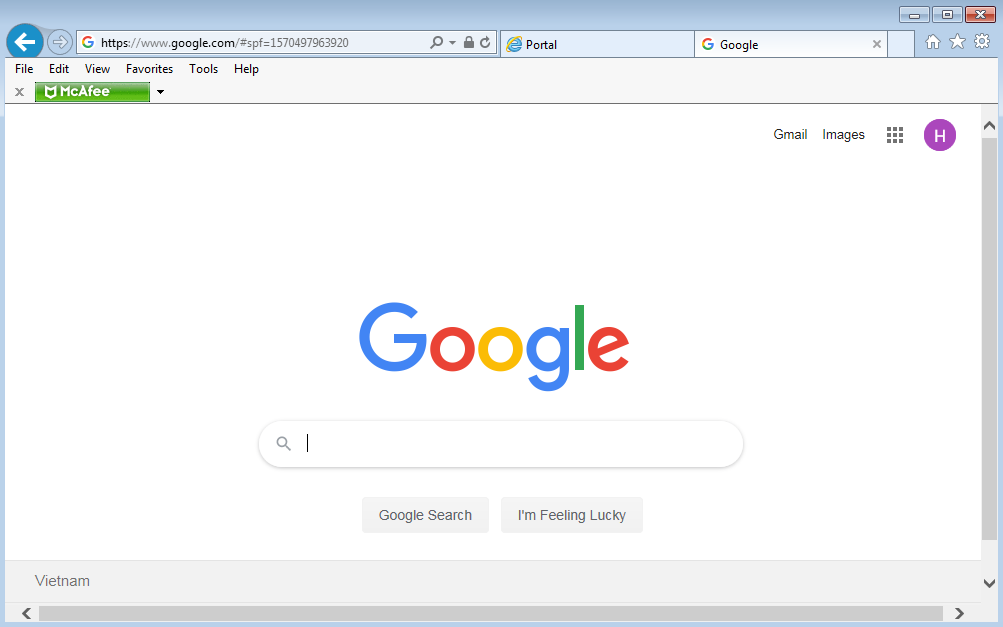 https://www.google.com/#spf=1570497963920
Portal
Google
File Edit View Favorites Tools Help
McAfee
Gmail Images
H
Google
Google Search I'm Feeling Lucky
Vietnam